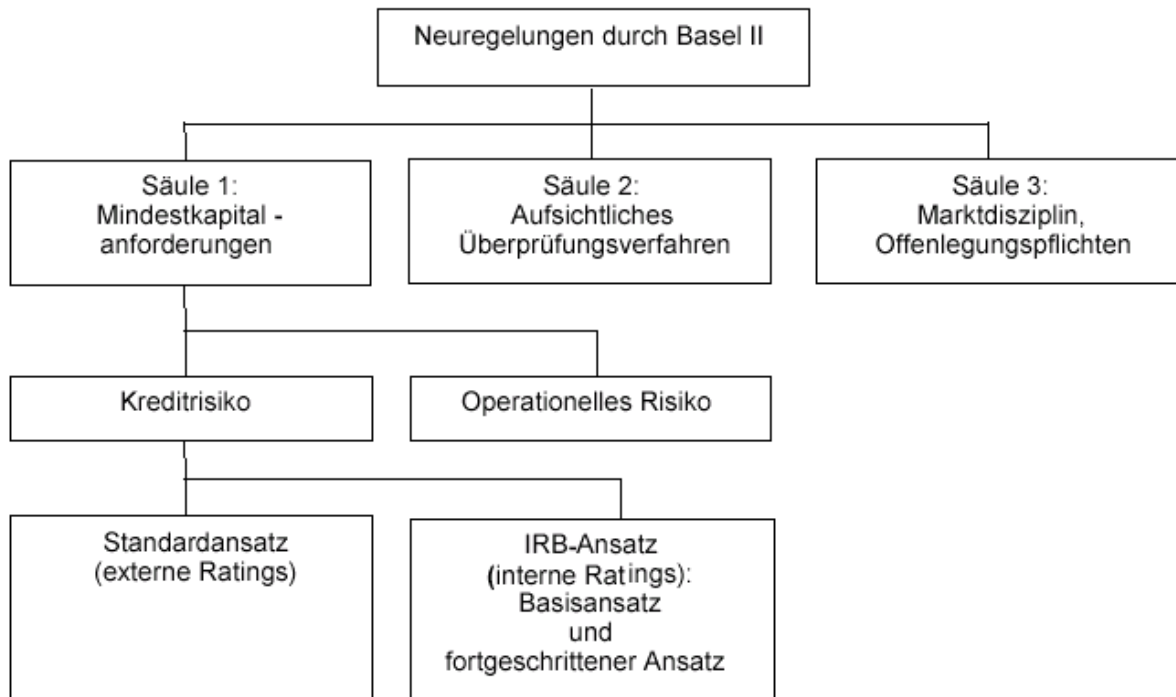 Neuregelungen durch Basel II
Säule 1:
Mindestkapital -
anforderungen
Säule 2:
Aufsichtliches
Überprüfungsverfahren
Säule 3:
Marktdisziplin,
Offenlegungspflichten
Kreditrisiko
Operationelles Risiko
Standardansatz
(externe Ratings)
IRB-Ansatz
(interne Ratings):
Basisansatz
und
fortgeschrittener Ansatz